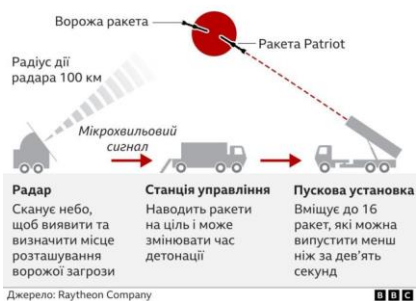 Ворожа ракета
Ракета Patriot
Радіус дії
радара 100 км
Мікрохвильовий
сигнал
Радар
Сканує небо,
щоб виявити та
визначити місце
розташування
ворожої загрози
Станція управління
Наводить ракети
на ціль і може
змінювати час
детонації
Пускова установка
Вміщує до 16
ракет, які можна
випустити менш
ніж за дев'ять
секунд
Джерело: Raytheon Company
BBC